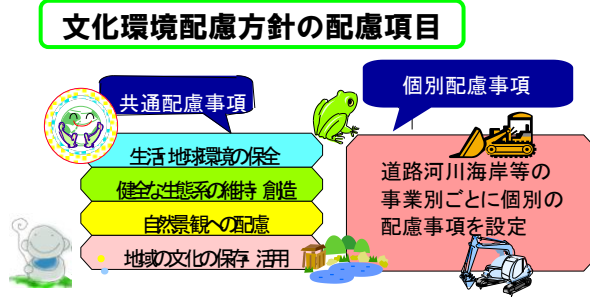 文化環境配慮方針の配慮項目
共通配慮事項
生活 地球環境の保全
健全な生態系の維持 創造
自然景観への配慮
地域の文化の保存 活用
個別配慮事項
道路河川海岸等の
事業別ごとに個別の
配慮事項を設定